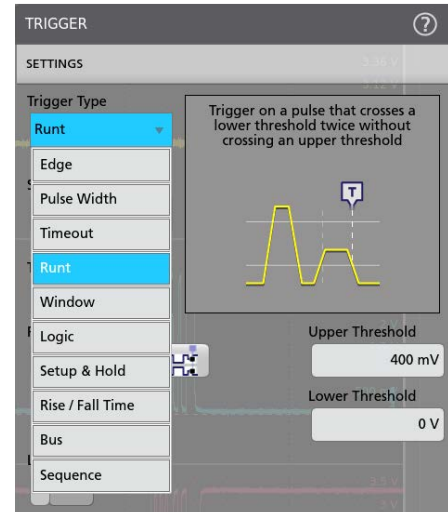 TRIGGER
?
SETTINGS
Trigger Type
Runt
Edge
Pulse Width
Timeout
Runt
Window
Logic
Setup & Hold
Rise / Fall Time
Bus
Sequence
Trigger on a pulse that crosses a
lower threshold twice without
crossing an upper threshold
T
Upper Threshold
400 mV
Lower Threshold
0 V
3.5 V